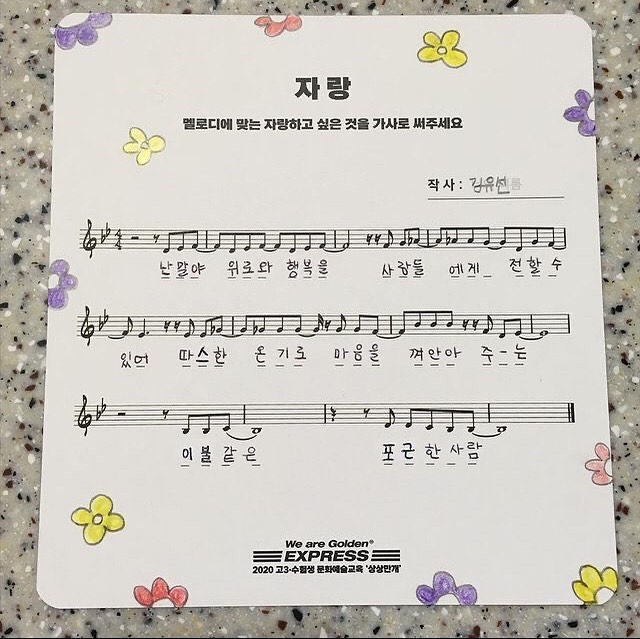 자랑
멜로디에 맞는 자랑하고 싶은 것을 가사로 써주세요
작사 : 김유선
난말야 위로와 행복을 사람들 에게 전할 수
있어 따스한 온기로 마음을 껴안아 주-는
이불 같은 포근한 사람
We are Golden®
EXPRESS
2020 고3·수험생 문화예술교육 '상상만개'